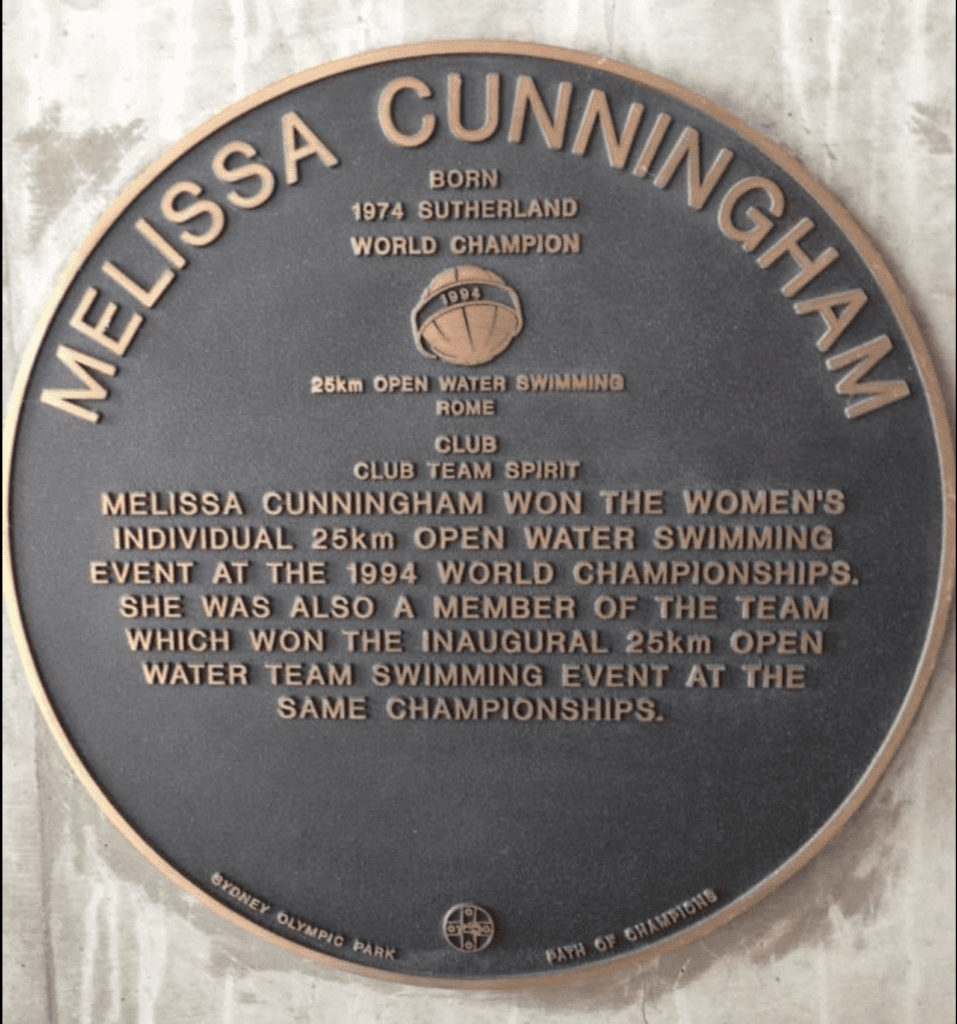 MELISSA CUNNINGHAM
BORN
1974 SUTHERLAND
WORLD CHAMPION
1994
25km OPEN WATER SWIMMING
ROME
CLUB
CLUB TEAM SPIRIT
MELISSA CUNNINGHAM WON THE WOMEN'S
INDIVIDUAL 25km OPEN WATER SWIMMING
EVENT AT THE 1994 WORLD CHAMPIONSHIPS.
SHE WAS ALSO A MEMBER OF THE TEAM
WHICH WON THE INAUGURAL 25km OPEN
WATER TEAM SWIMMING EVENT AT THE
SAME CHAMPIONSHIPS.
SYDNEY OLYMPIC PARK
PATH OF CHAMPIONS